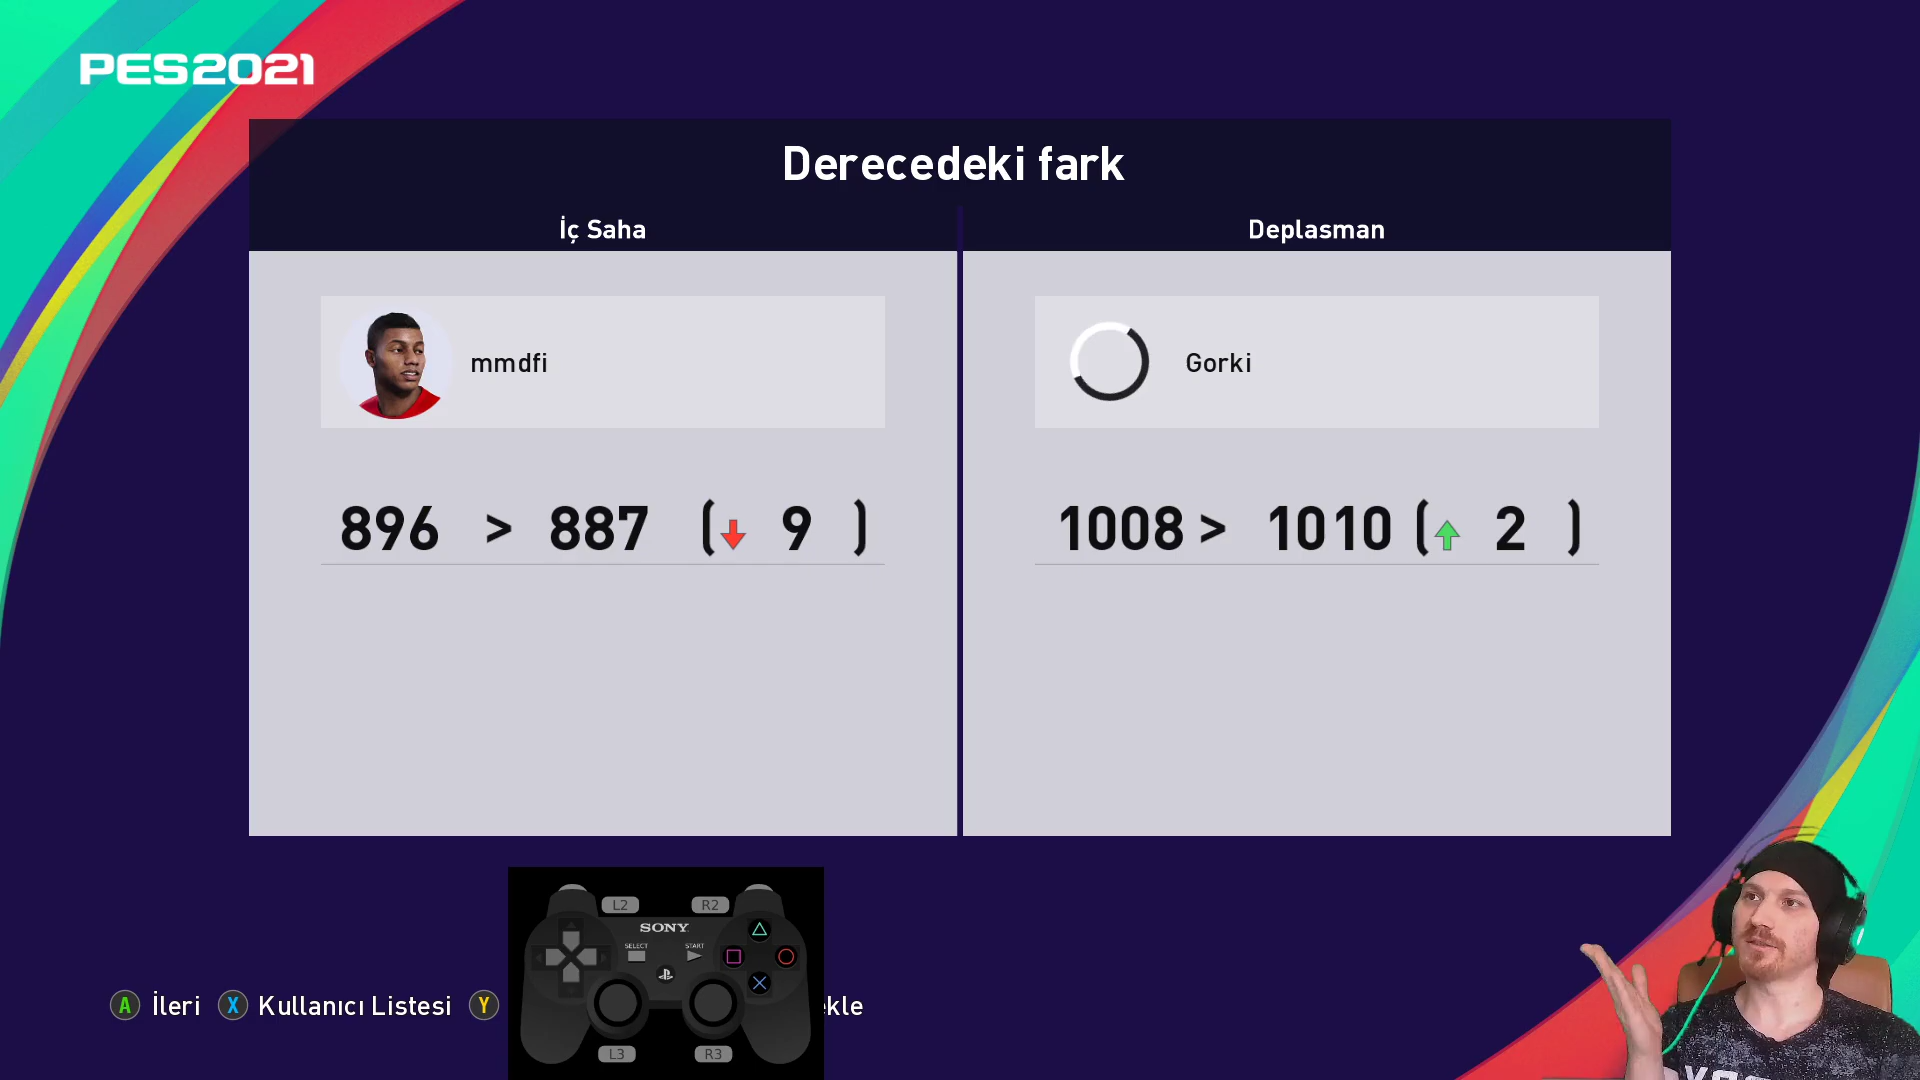 PES2021
Derecedeki fark
İç Saha
Deplasman
mmdfi
Gorki
896 > 887 (↓ 9 )
1008 > 1010 (↑ 2 )
L2 R2
SONY
SELECT START
L3 R3
A İleri X Kullanıcı Listesi Y